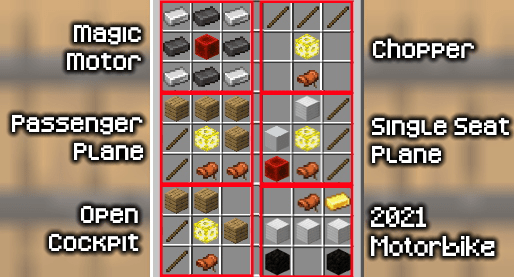 Magic
Motor
Chopper
Passenger
Plane
Single Seat
Plane
Open
Cockpit
2021
Motorbike